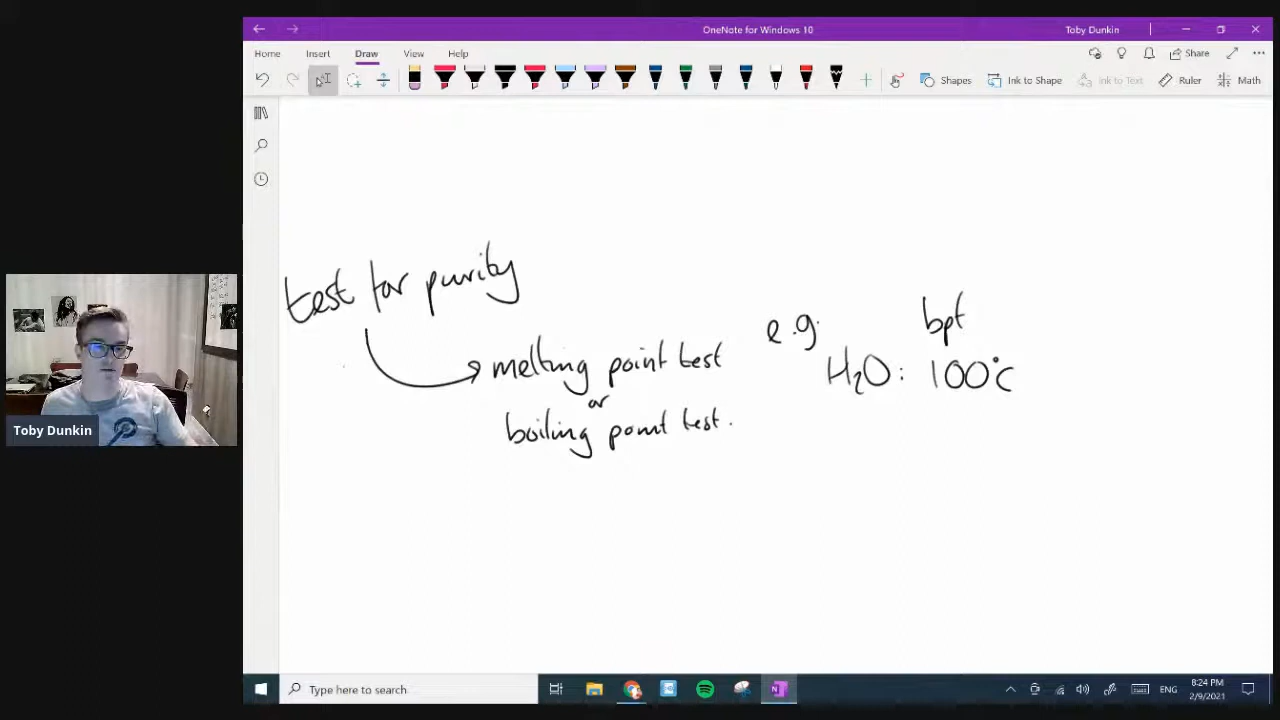 OneNote for Windows 10
Toby Dunkin
Home Insert Draw View Help
Share
Shapes Ink to Shape Ink to Text Ruler Math
test for purity
melting point test
or
boiling point test.
e.g.
bpt
H₂O: 100°C
Toby Dunkin
Type here to search
ENG
8:24 PM
2/9/2021